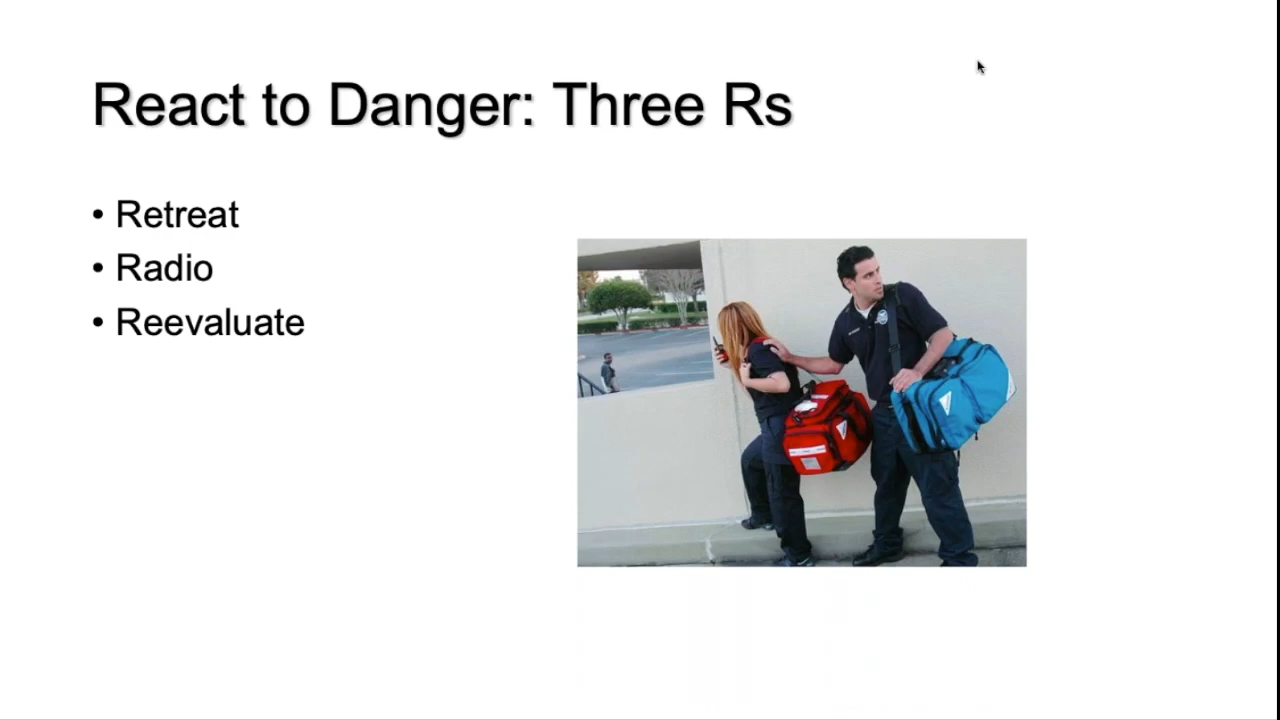 React to Danger: Three Rs
• Retreat
• Radio
• Reevaluate